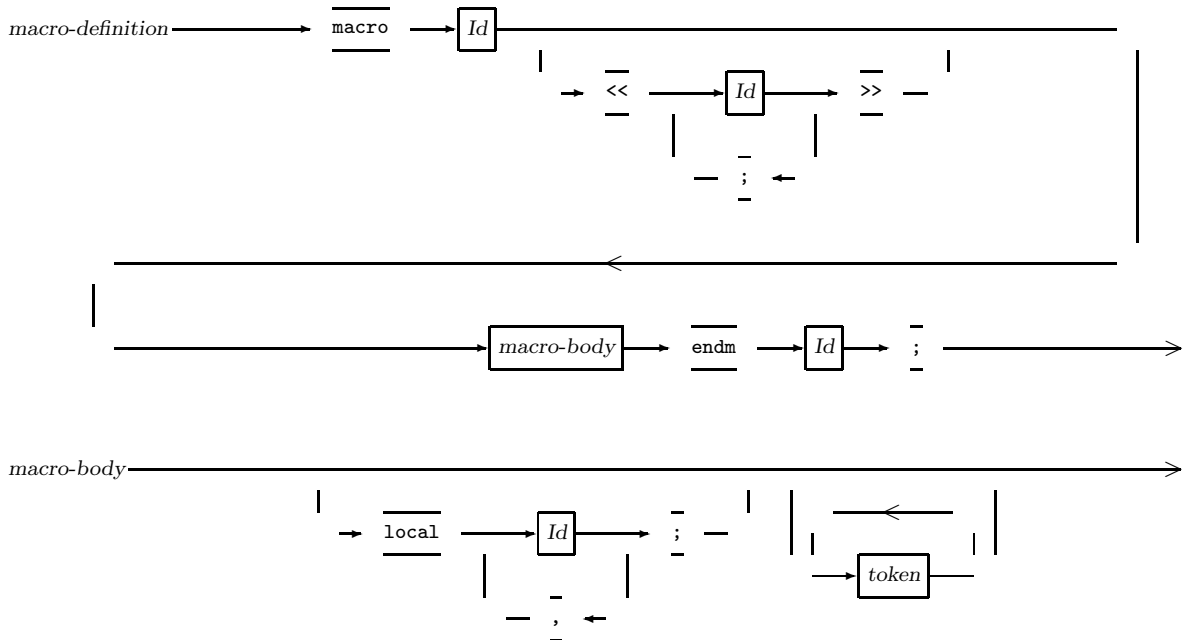 macro-definition macro Id
<< Id >>
;
macro-body endm Id ;
macro-body
local Id ;
token
,